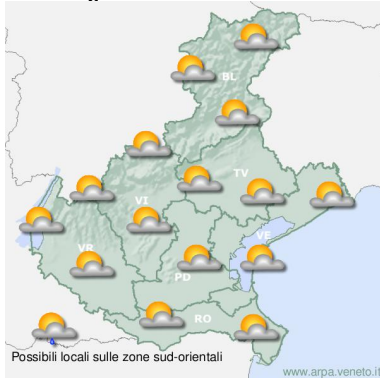 BL
TV
VI
VE
VR
PD
RO
Possibili locali sulle zone sud-orientali
www.arpa.veneto.it